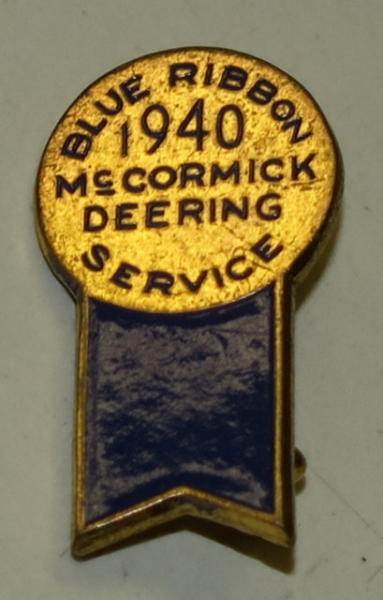 BLUE RIBBON
1940
McCORMICK
DEERING
SERVICE